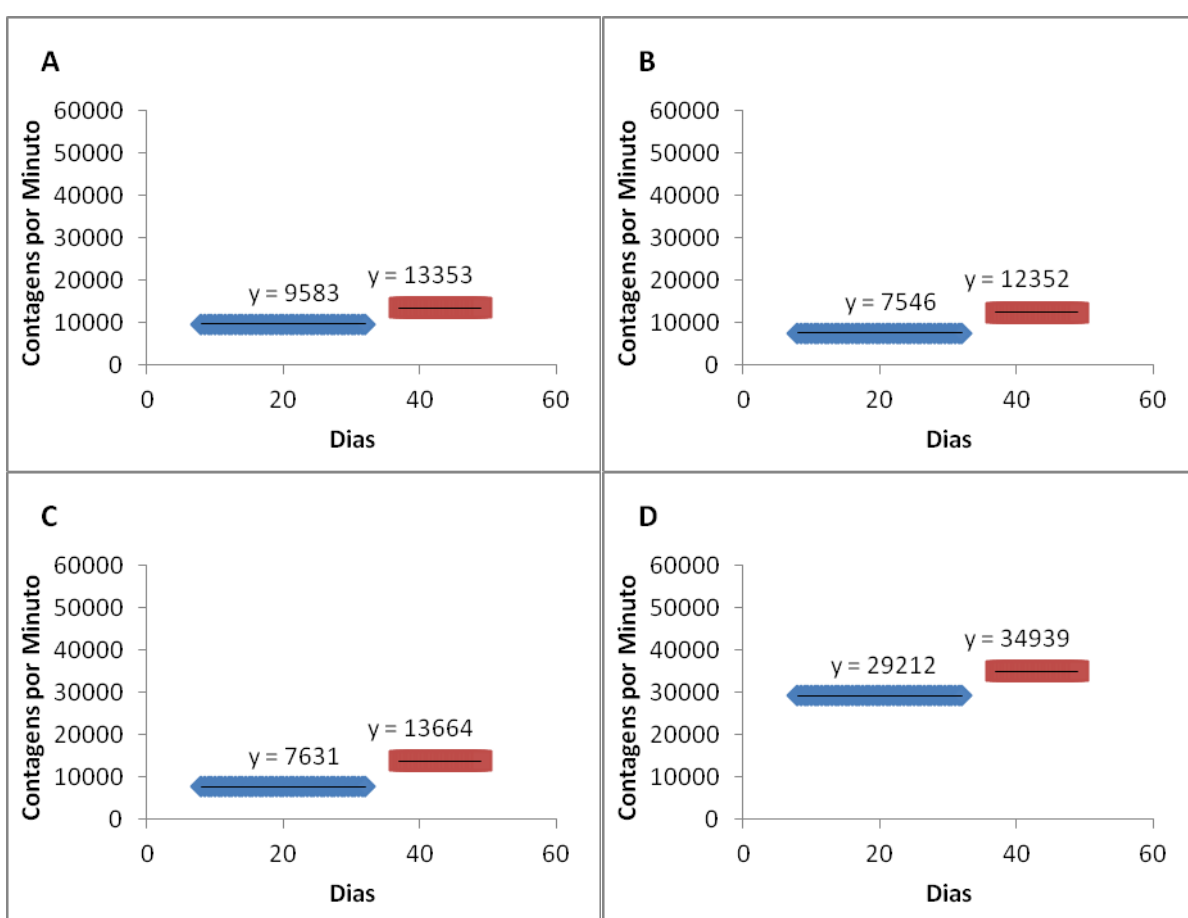 A
Contagens por Minuto
60000
50000
40000
30000
20000
10000
0
y = 9583
y = 13353
0 20 40 60
Dias
B
Contagens por Minuto
60000
50000
40000
30000
20000
10000
0
y = 7546
y = 12352
0 20 40 60
Dias
C
Contagens por Minuto
60000
50000
40000
30000
20000
10000
0
y = 7631
y = 13664
0 20 40 60
Dias
D
Contagens por Minuto
60000
50000
40000
30000
20000
10000
0
y = 29212
y = 34939
0 20 40 60
Dias